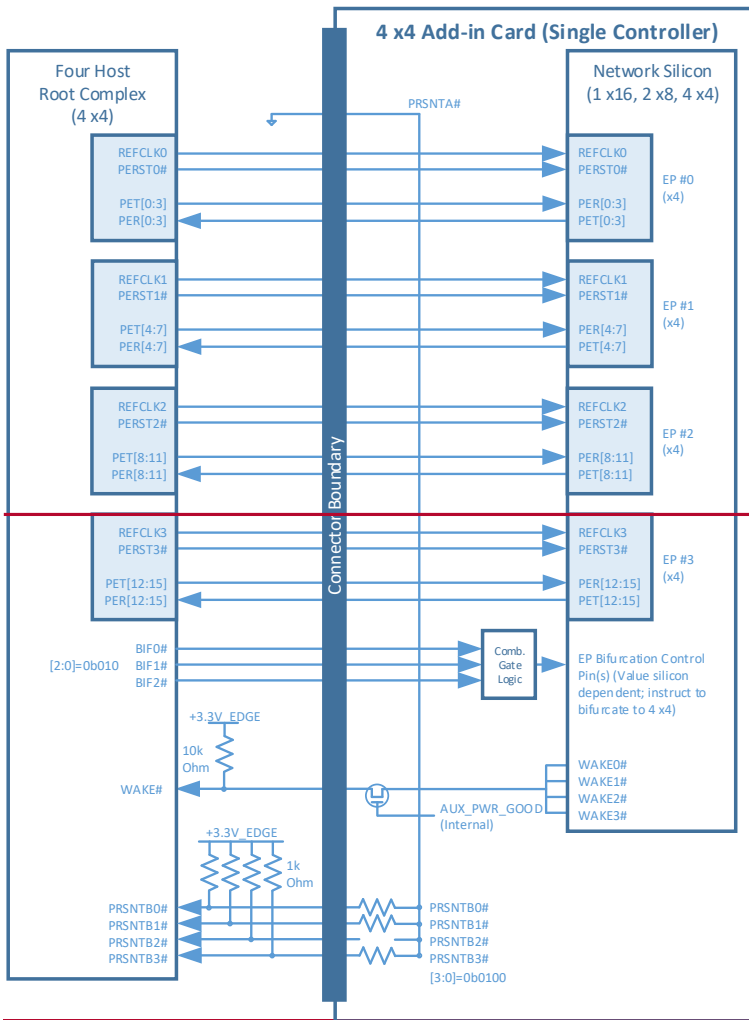 4 x4 Add-in Card (Single Controller)
Four Host
Root Complex
(4 x4)
Network Silicon
(1 x16, 2 x8, 4 x4)
PRSNTA#
REFCLK0
PERST0#
PET[0:3]
PER[0:3]
REFCLK0
PERST0#
PER[0:3]
PET[0:3]
EP #0
(x4)
REFCLK1
PERST1#
PET[4:7]
PER[4:7]
REFCLK1
PERST1#
PER[4:7]
PET[4:7]
EP #1
(x4)
REFCLK2
PERST2#
PET[8:11]
PER[8:11]
REFCLK2
PERST2#
PER[8:11]
PET[8:11]
EP #2
(x4)
Connector Boundary
REFCLK3
PERST3#
PET[12:15]
PER[12:15]
REFCLK3
PERST3#
PER[12:15]
PET[12:15]
EP #3
(x4)
[2:0]=0b010
BIF0#
BIF1#
BIF2#
Comb.
Gate
Logic
EP Bifurcation Control
Pin(s) (Value silicon
dependent; instruct to
bifurcate to 4 x4)
+3.3V_EDGE
10k
Ohm
WAKE#
AUX_PWR_GOOD
(Internal)
WAKE0#
WAKE1#
WAKE2#
WAKE3#
+3.3V_EDGE
1k
Ohm
PRSNTB0#
PRSNTB1#
PRSNTB2#
PRSNTB3#
PRSNTB0#
PRSNTB1#
PRSNTB2#
PRSNTB3#
[3:0]=0b0100